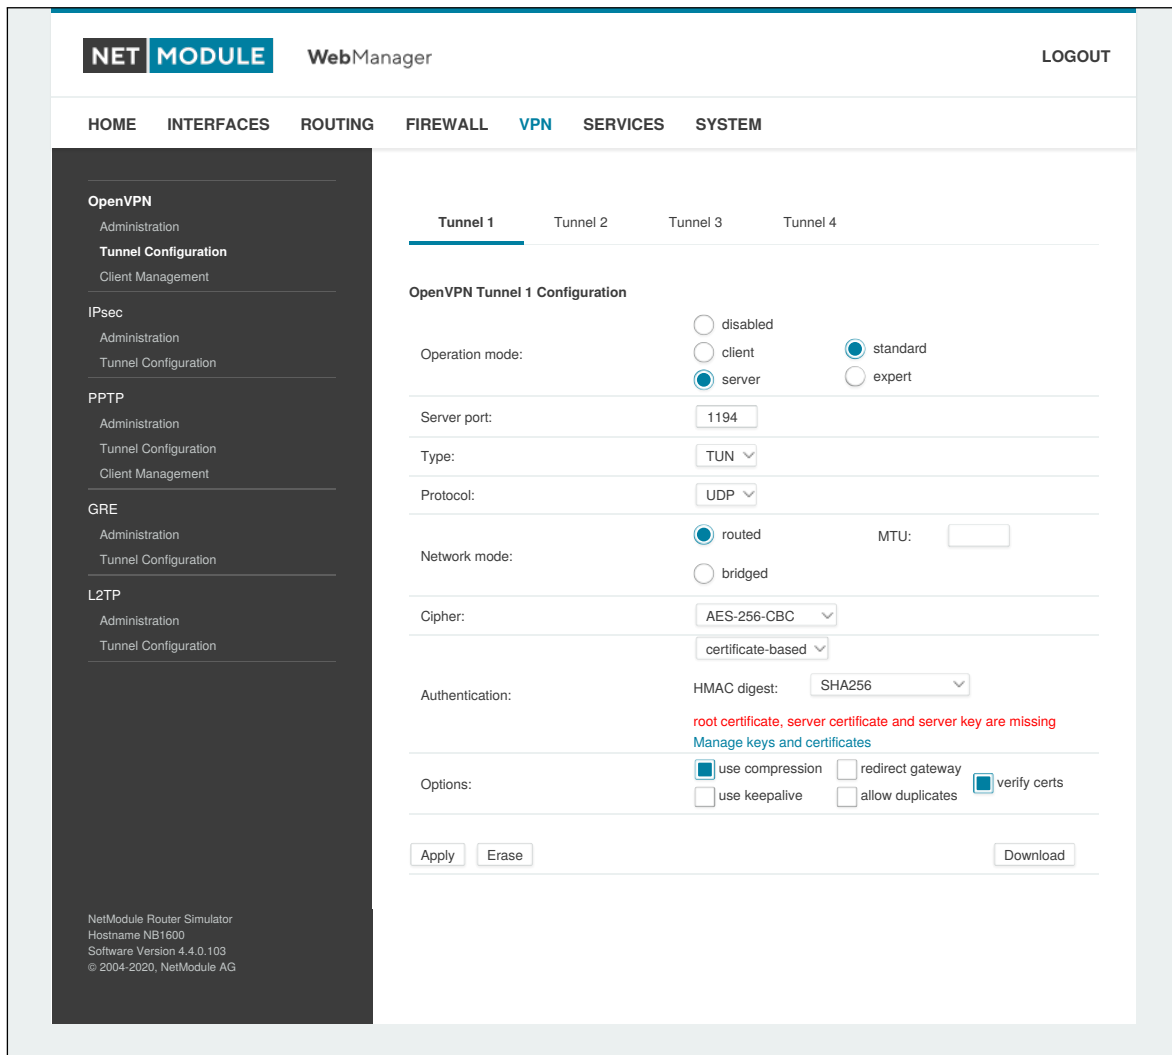 NET MODULE WebManager LOGOUT
HOME INTERFACES ROUTING FIREWALL VPN SERVICES SYSTEM
OpenVPN
Administration
Tunnel Configuration
Client Management
IPsec
Administration
Tunnel Configuration
PPTP
Administration
Tunnel Configuration
Client Management
GRE
Administration
Tunnel Configuration
L2TP
Administration
Tunnel Configuration
NetModule Router Simulator
Hostname NB1600
Software Version 4.4.0.103
© 2004-2020, NetModule AG
Tunnel 1 Tunnel 2 Tunnel 3 Tunnel 4
OpenVPN Tunnel 1 Configuration
Operation mode:
disabled
client
server
standard
expert
Server port: 1194
Type: TUN
Protocol: UDP
Network mode:
routed
bridged
MTU:
Cipher: AES-256-CBC
Authentication:
certificate-based
HMAC digest: SHA256
root certificate, server certificate and server key are missing
Manage keys and certificates
Options:
use compression redirect gateway verify certs
use keepalive allow duplicates
Apply Erase Download